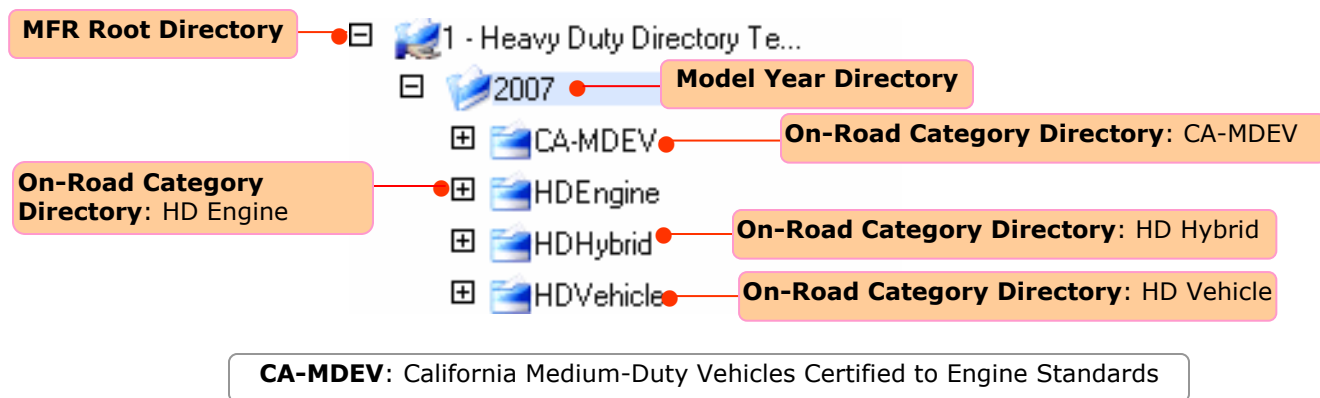 MFR Root Directory
1 - Heavy Duty Directory Te...
2007
Model Year Directory
CA-MDEV
On-Road Category Directory: CA-MDEV
On-Road Category
Directory: HD Engine
HDEngine
HDHybrid
On-Road Category Directory: HD Hybrid
HDVehicle
On-Road Category Directory: HD Vehicle
CA-MDEV: California Medium-Duty Vehicles Certified to Engine Standards